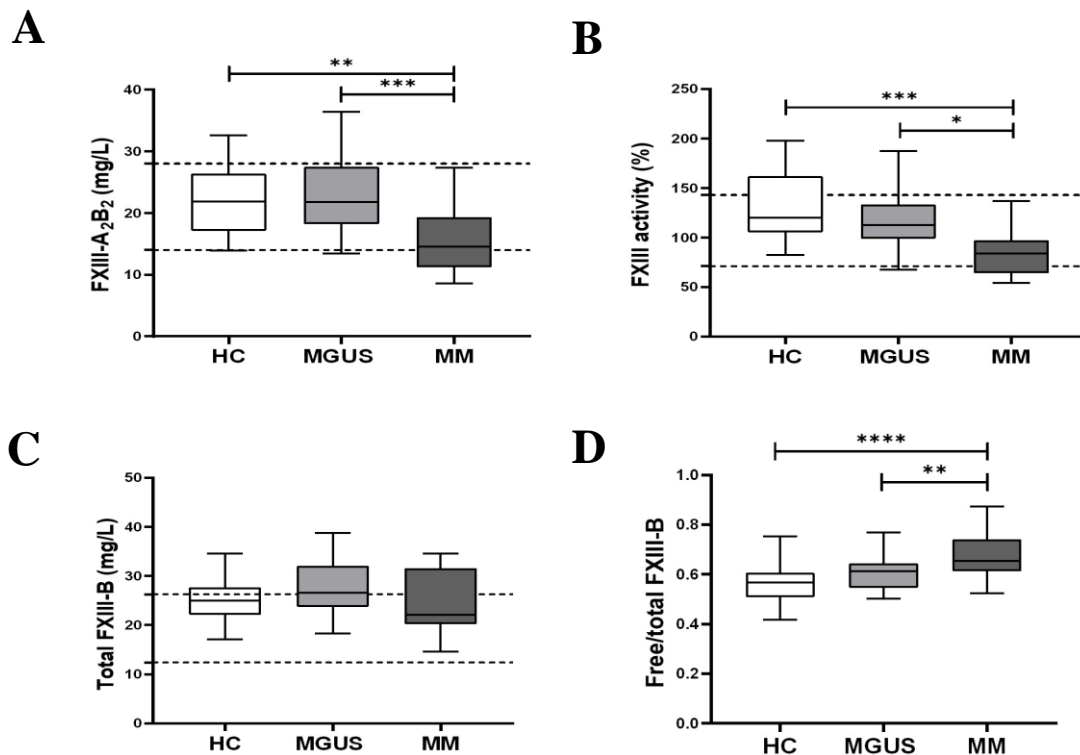 A
FXIII-A₂B₂ (mg/L)
40
30
20
10
0
**
***
HC MGUS MM
B
FXIII activity (%)
250
200
150
100
50
0
***
*
HC MGUS MM
C
Total FXIII-B (mg/L)
50
40
30
20
10
0
HC MGUS MM
D
Free/total FXIII-B
1.0
0.8
0.6
0.4
0.2
0.0
****
**
HC MGUS MM